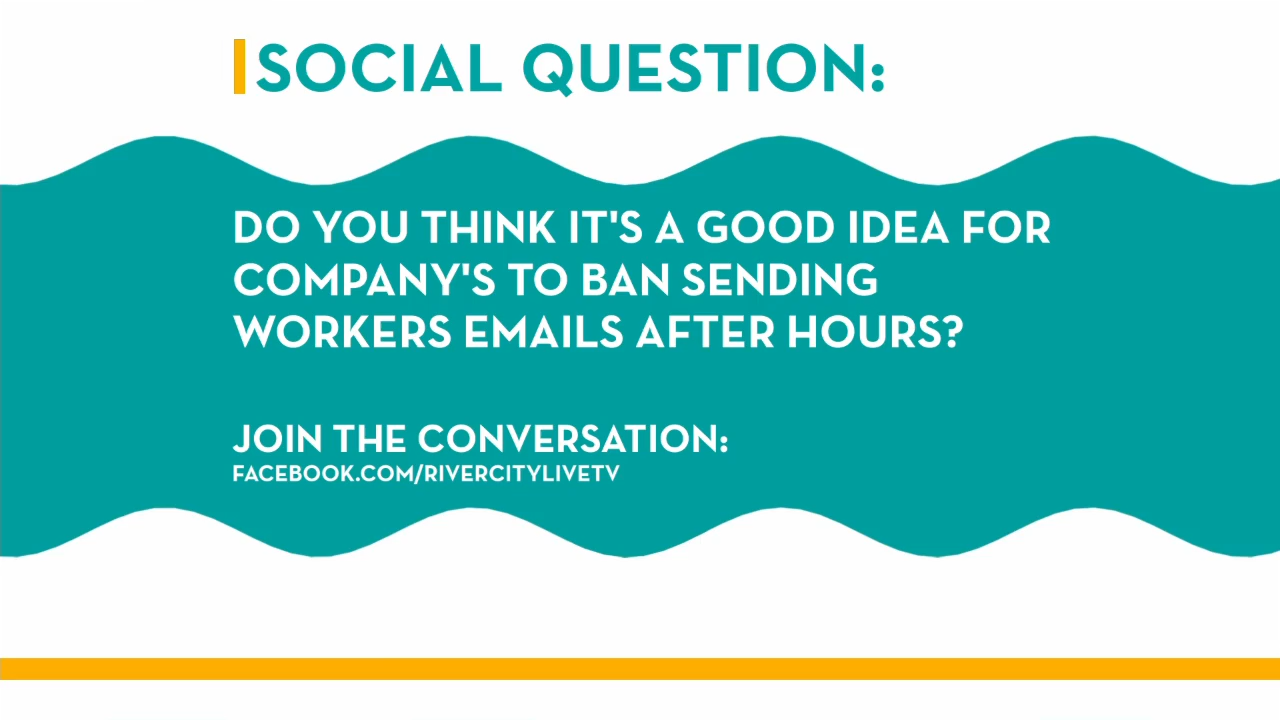 SOCIAL QUESTION:
DO YOU THINK IT'S A GOOD IDEA FOR
COMPANY'S TO BAN SENDING
WORKERS EMAILS AFTER HOURS?
JOIN THE CONVERSATION:
FACEBOOK.COM/RIVERCITYLIVETV